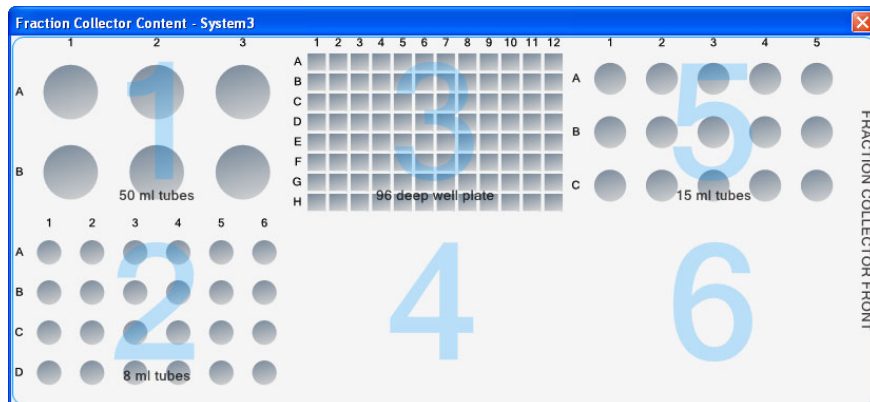 Fraction Collector Content - System3
1 2 3
A
B
1
50 ml tubes
1 2 3 4 5 6 7 8 9 10 11 12
A
B
C
D
E
F
G
H
3
96 deep well plate
1 2 3 4 5
A
B
C
5
15 ml tubes
1 2 3 4 5 6
A
B
C
D
2
8 ml tubes
4
6
FRACTION COLLECTOR FRONT